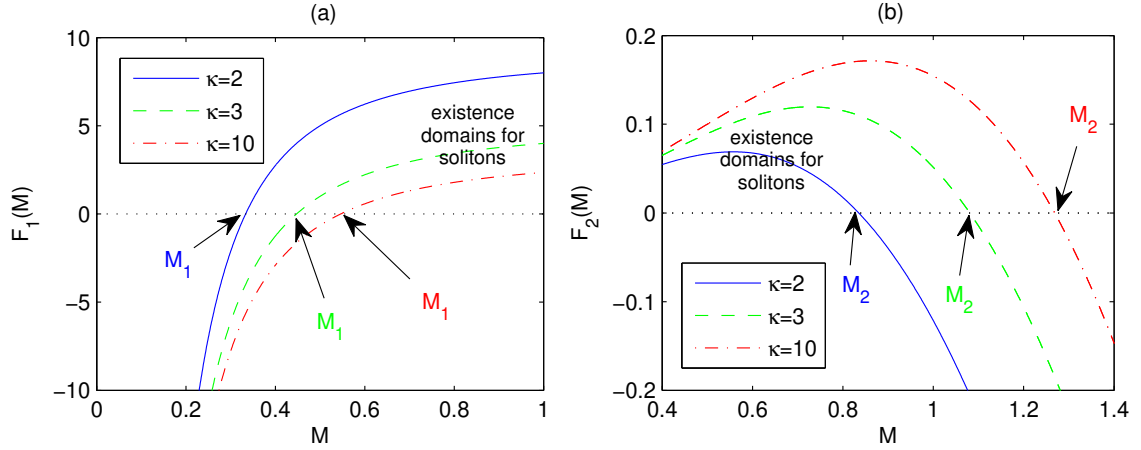 (a)
10
5
0
−5
−10
0
0.2
0.4
0.6
0.8
1
M
F₁(M)
κ=2
κ=3
κ=10
existence
domains for
solitons
M₁
M₁
M₁
(b)
0.2
0.1
0
−0.1
−0.2
0.4
0.6
0.8
1
1.2
1.4
M
F₂(M)
existence
domains for
solitons
M₂
M₂
M₂
κ=2
κ=3
κ=10